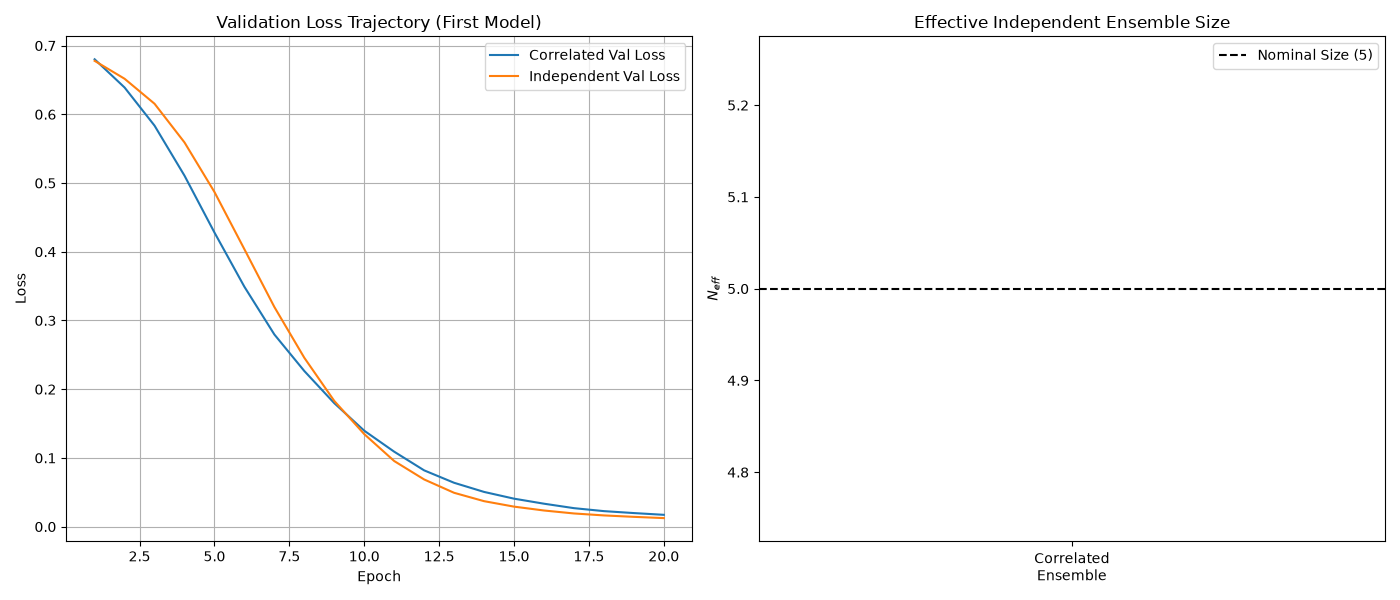 Validation Loss Trajectory (First Model)
Correlated Val Loss
Independent Val Loss
0.7
0.6
0.5
0.4
0.3
0.2
0.1
0.0
Loss
2.5 5.0 7.5 10.0 12.5 15.0 17.5 20.0
Epoch
Effective Independent Ensemble Size
Nominal Size (5)
5.2
5.1
5.0
4.9
4.8
N_eff
Correlated
Ensemble